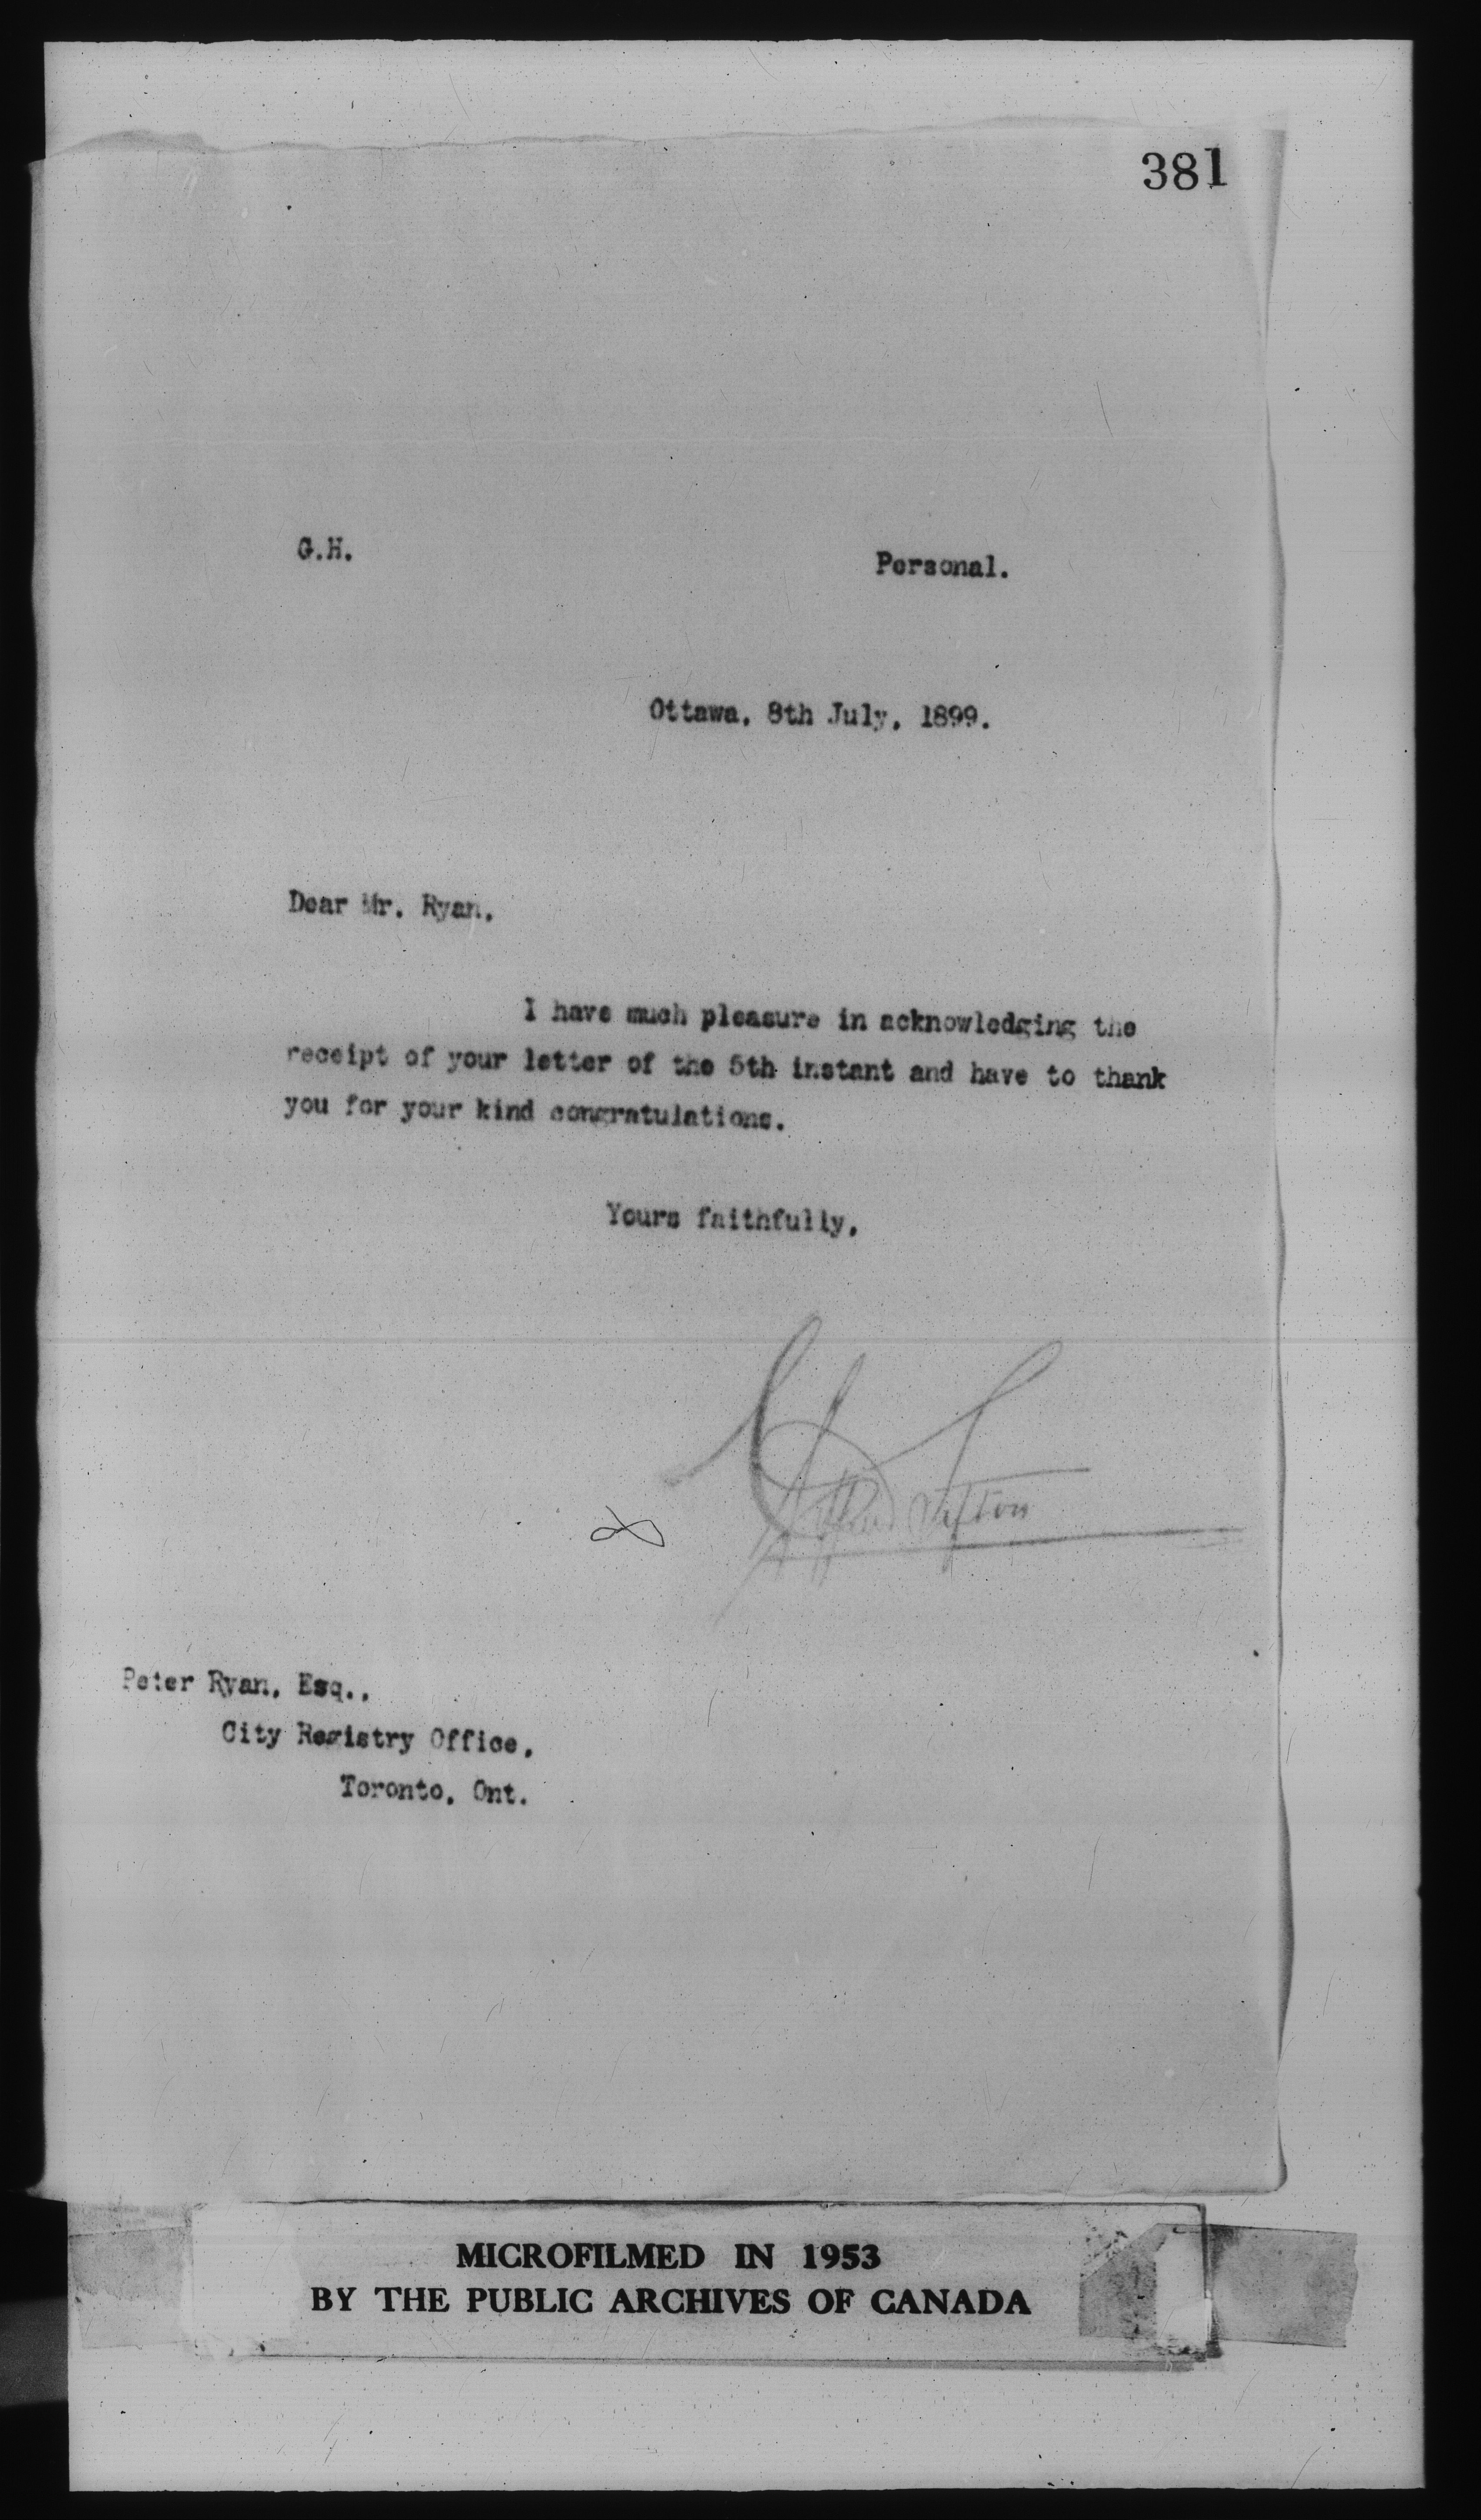 381
G.H.
Personal.
Ottawa, 8th July, 1899.
Dear Mr. Ryan,
I have much pleasure in acknowledging the
receipt of your letter of the 5th instant and have to thank
you for your kind congratulations.
Yours faithfully,
Clifford Sifton
Peter Ryan, Esq.,
City Registry Office,
Toronto, Ont.
MICROFILMED IN 1953
BY THE PUBLIC ARCHIVES OF CANADA